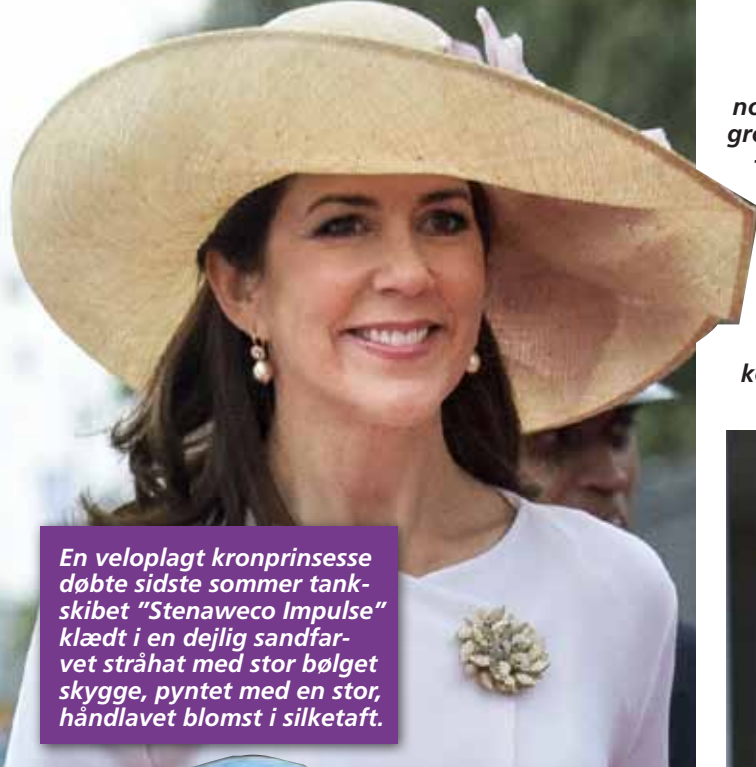 En veloplagt kronprinsesse
døbte sidste sommer tank-
skibet ”Stenaweco Impulse”
klædt i en dejlig sandfar-
vet stråhat med stor bølget
skygge, pyntet med en stor,
håndlavet blomst i silketaft.